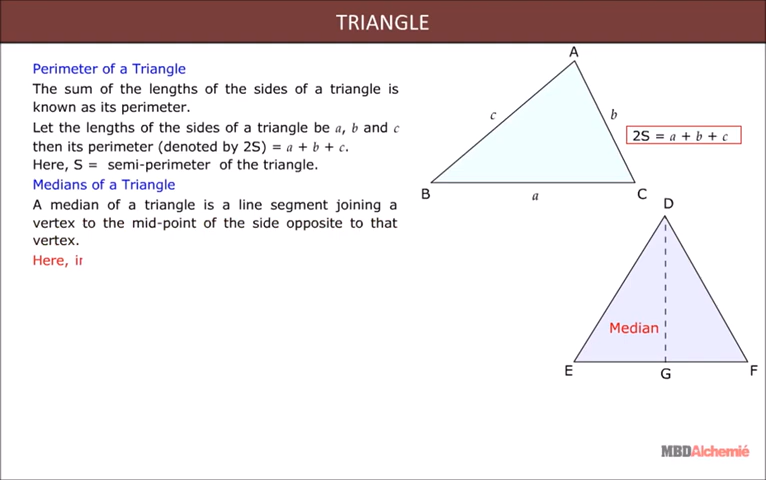 TRIANGLE
Perimeter of a Triangle
The sum of the lengths of the sides of a triangle is
known as its perimeter.
Let the lengths of the sides of a triangle be a, b and c
then its perimeter (denoted by 2S) = a + b + c.
Here, S = semi-perimeter of the triangle.
Medians of a Triangle
A median of a triangle is a line segment joining a
vertex to the mid-point of the side opposite to that
vertex.
Here, i
A
c
b
2S = a + b + c
B
a
C
D
Median
E
G
F
MBDAlchemié